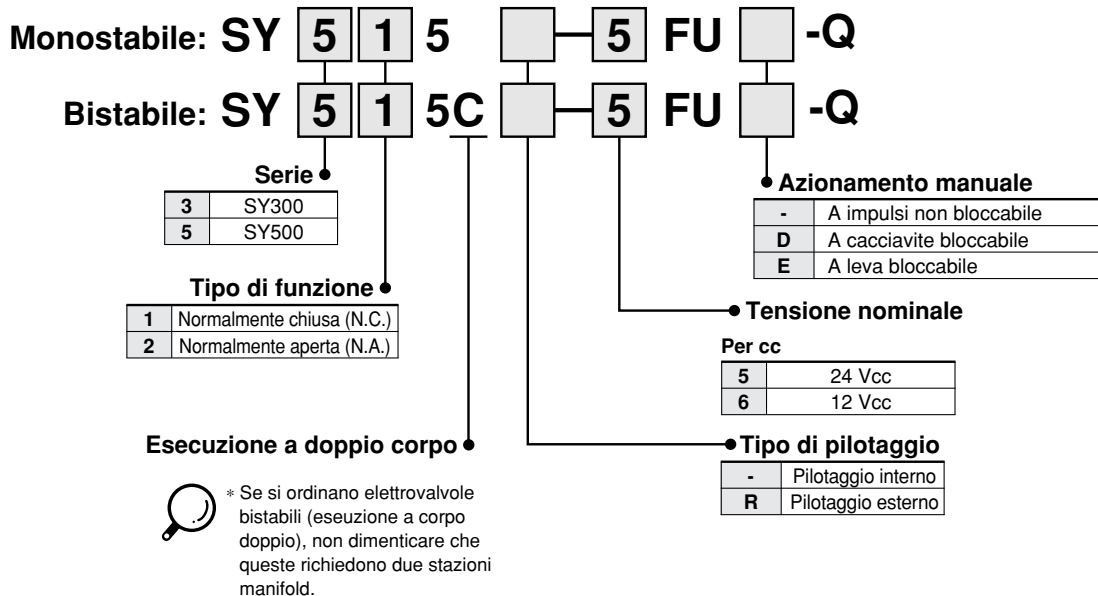 Monostabile: SY 5 1 5 - 5 FU -Q
Bistabile: SY 5 1 5C - 5 FU -Q
Serie
3 SY300
5 SY500
Tipo di funzione
1 Normalmente chiusa (N.C.)
2 Normalmente aperta (N.A.)
Azionamento manuale
- A impulsi non bloccabile
D A cacciavite bloccabile
E A leva bloccabile
Tensione nominale
Per cc
5 24 Vcc
6 12 Vcc
Esecuzione a doppio corpo
* Se si ordinano elettrovalvole
bistabili (eseuzione a corpo
doppio), non dimenticare che
queste richiedono due stazioni
manifold.
Tipo di pilotaggio
- Pilotaggio interno
R Pilotaggio esterno